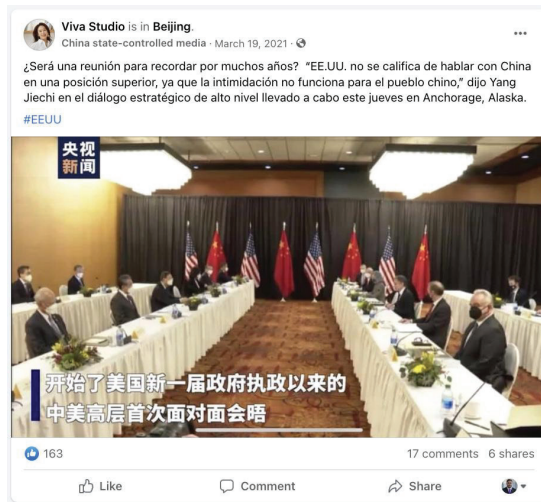 Viva Studio is in Beijing.
China state-controlled media · March 19, 2021 ·
¿Será una reunión para recordar por muchos años? “EE.UU. no se califica de hablar con China
en una posición superior, ya que la intimidación no funciona para el pueblo chino,” dijo Yang
Jiechi en el diálogo estratégico de alto nivel llevado a cabo este jueves en Anchorage, Alaska.
#EEUU
央视
新闻
开始了美国新一届政府执政以来的
中美高层首次面对面会晤
163
17 comments 6 shares
Like Comment Share